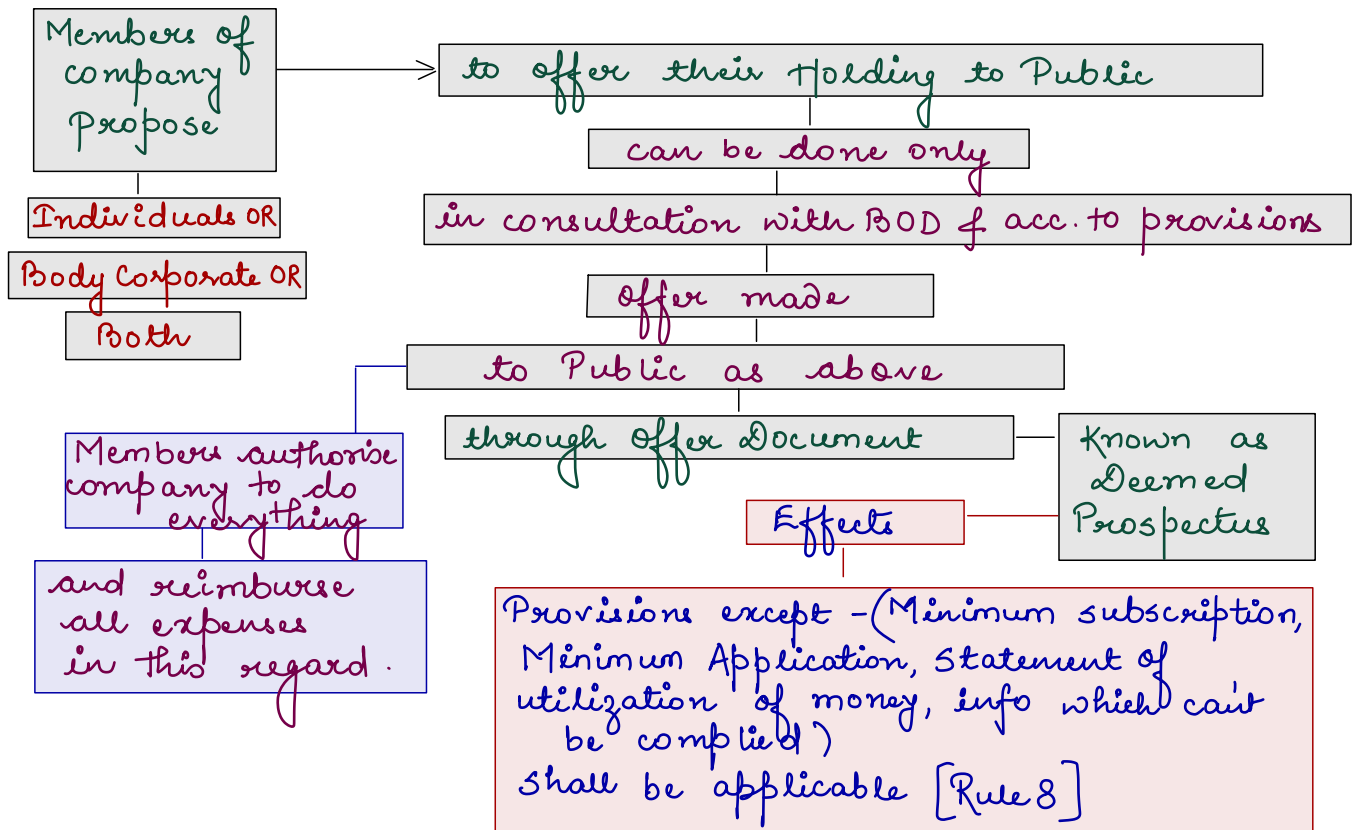 Members of
company
Propose
to offer their Holding to Public
can be done only
Individuals OR
in consultation with BOD & acc. to provisions
Body Corporate OR
offer made
Both
to Public as above
through offer Document
Known as
Deemed
Prospectus
Members authorise
company to do
everything
Effects
and reimburse
all expenses
in this regard.
Provisions except -(Minimum subscription,
Minimum Application, Statement of
utilization of money, info which can't
be complied)
shall be applicable [Rule 8]